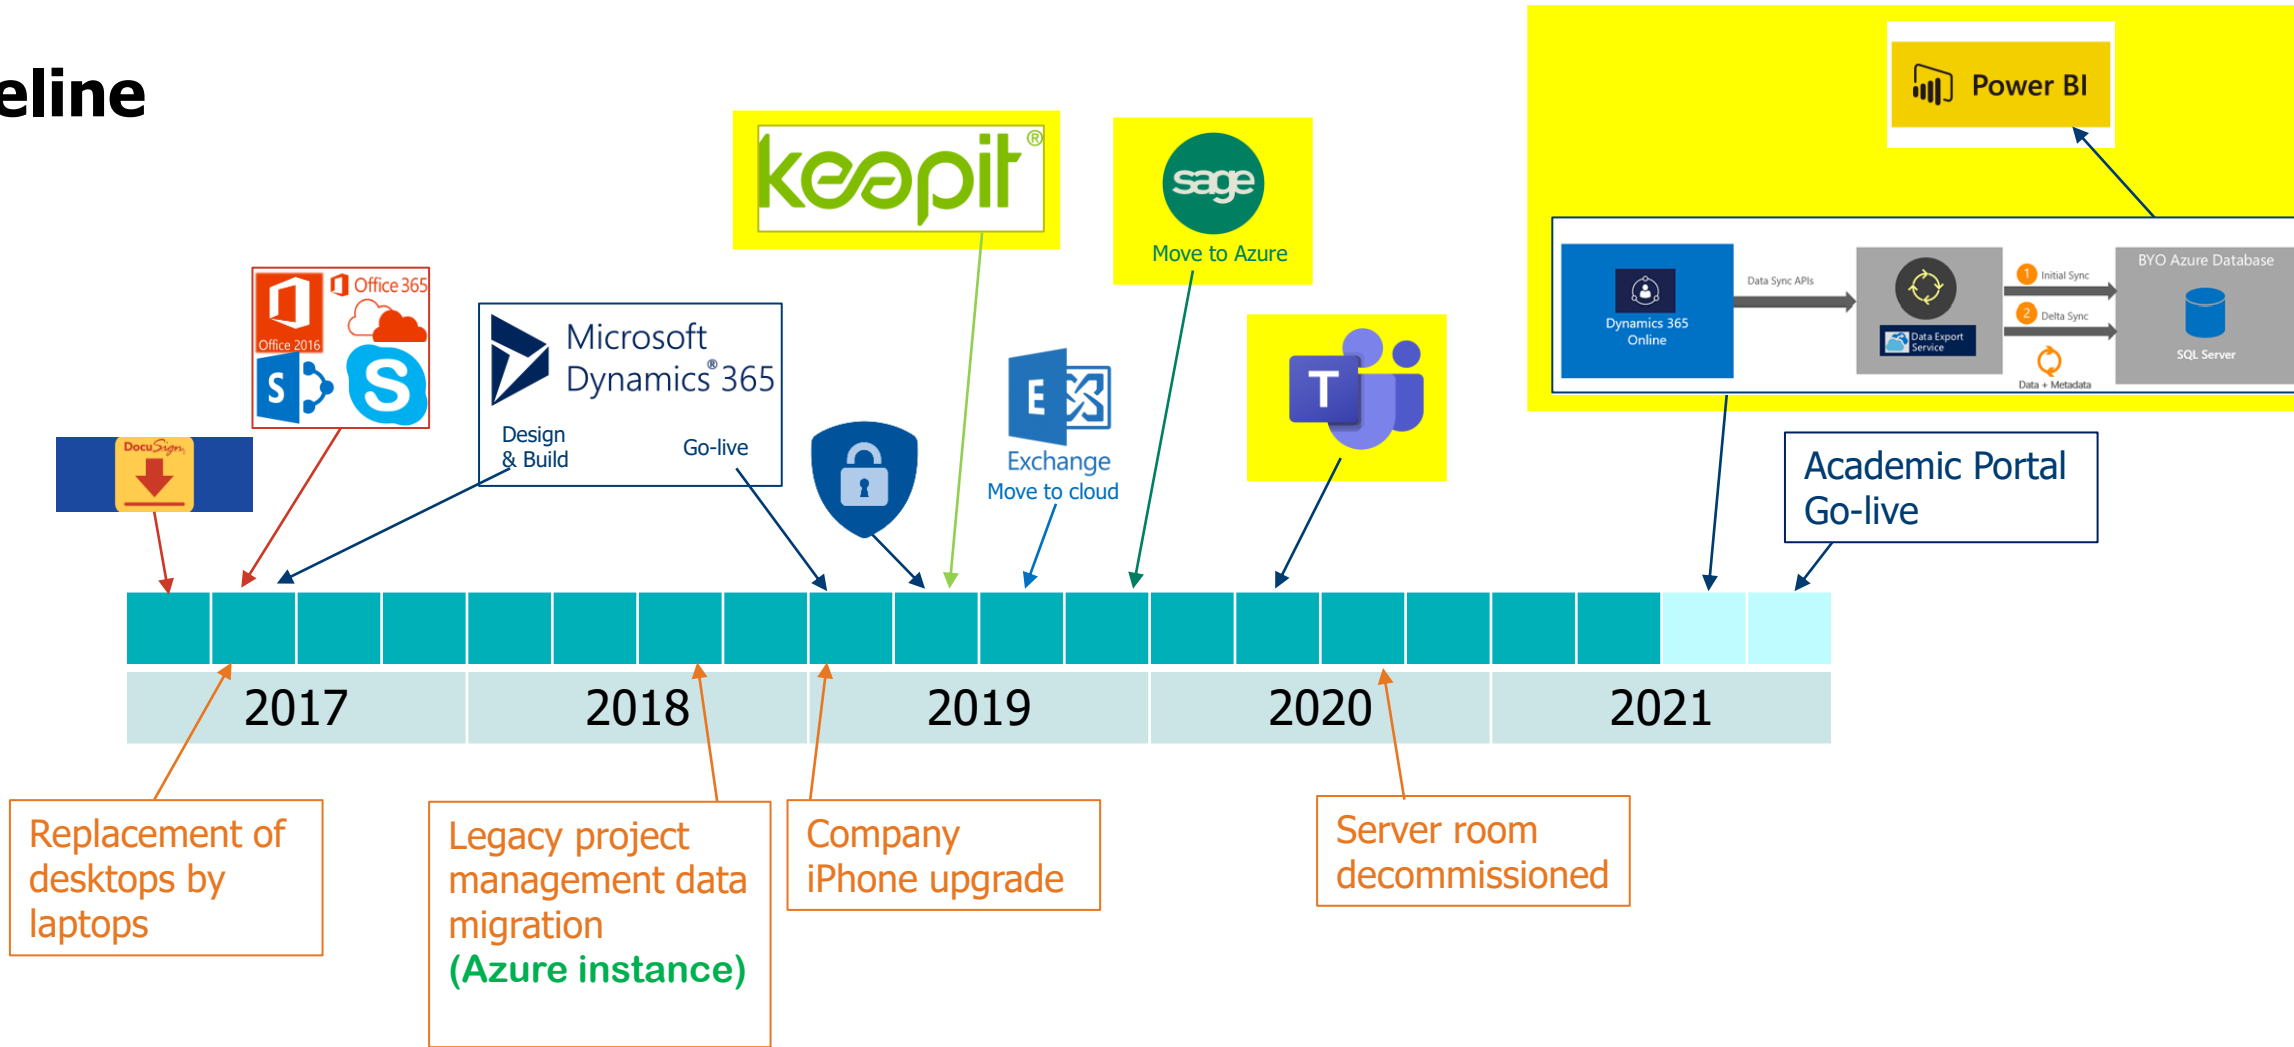 eline
Power BI
keepit®
sage
Move to Azure
Office 365
Office 2016
S
S
Microsoft
Dynamics® 365
Design
& Build
Go-live
DocuSign
E
Exchange
Move to cloud
T
Dynamics 365
Online
Data Sync APIs
Data Export
Service
1 Initial Sync
2 Delta Sync
Data + Metadata
BYO Azure Database
SQL Server
Academic Portal
Go-live
2017
2018
2019
2020
2021
Replacement of
desktops by
laptops
Legacy project
management data
migration
(Azure instance)
Company
iPhone upgrade
Server room
decommissioned